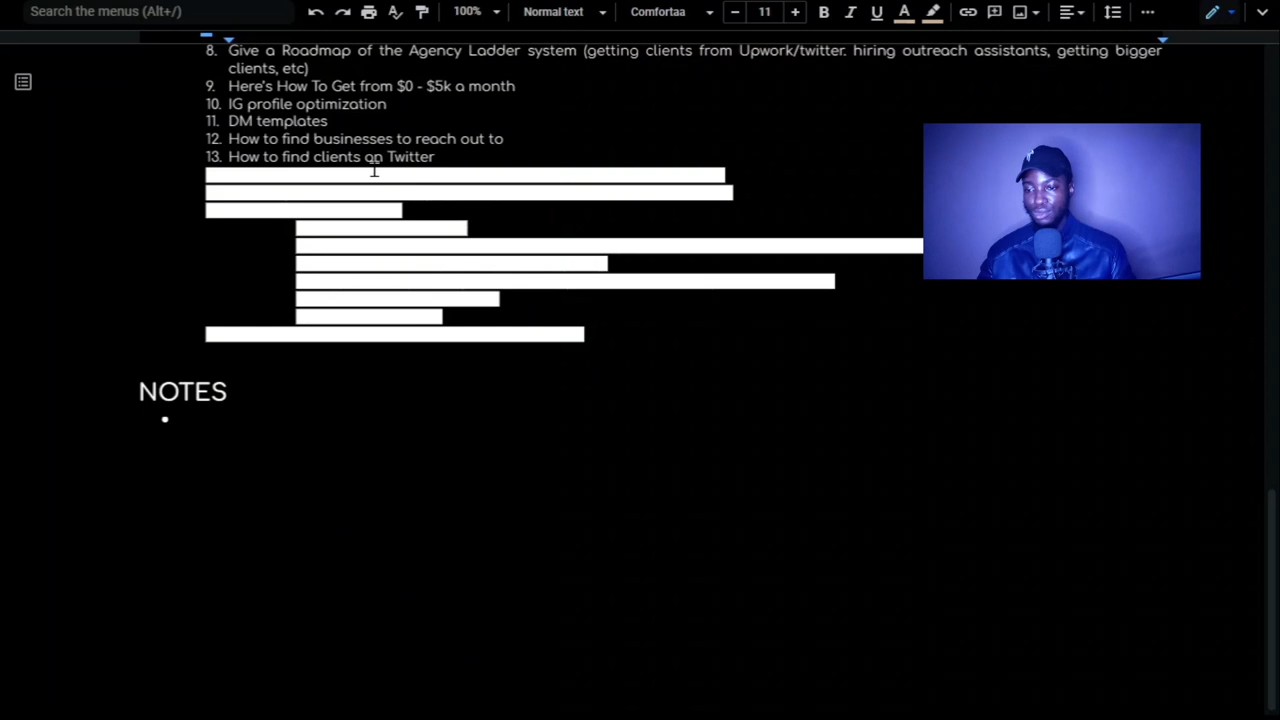 Search the menus (Alt+/)
100%
Normal text
Comfortaa
11
B I U A
8. Give a Roadmap of the Agency Ladder system (getting clients from Upwork/twitter. hiring outreach assistants, getting bigger
clients, etc)
9. Here's How To Get from $0 - $5k a month
10. IG profile optimization
11. DM templates
12. How to find businesses to reach out to
13. How to find clients on Twitter
NOTES